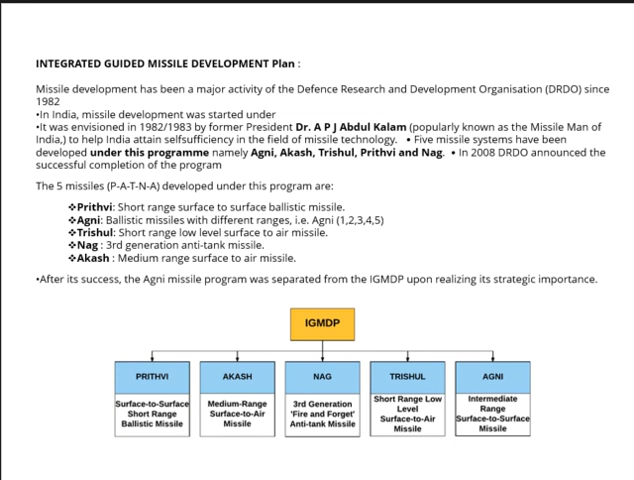 INTEGRATED GUIDED MISSILE DEVELOPMENT Plan :
Missile development has been a major activity of the Defence Research and Development Organisation (DRDO) since
1982
•In India, missile development was started under
•It was envisioned in 1982/1983 by former President Dr. A P J Abdul Kalam (popularly known as the Missile Man of
India,) to help India attain selfsufficiency in the field of missile technology. • Five missile systems have been
developed under this programme namely Agni, Akash, Trishul, Prithvi and Nag. • In 2008 DRDO announced the
successful completion of the program
The 5 missiles (P-A-T-N-A) developed under this program are:
❖Prithvi: Short range surface to surface ballistic missile.
❖Agni: Ballistic missiles with different ranges, i.e. Agni (1,2,3,4,5)
❖Trishul: Short range low level surface to air missile.
❖Nag : 3rd generation anti-tank missile.
❖Akash : Medium range surface to air missile.
•After its success, the Agni missile program was separated from the IGMDP upon realizing its strategic importance.
IGMDP
PRITHVI
Surface-to-Surface
Short Range
Ballistic Missile
AKASH
Medium-Range
Surface-to-Air
Missile
NAG
3rd Generation
'Fire and Forget'
Anti-tank Missile
TRISHUL
Short Range Low
Level
Surface-to-Air
Missile
AGNI
Intermediate
Range
Surface-to-Surface
Missile